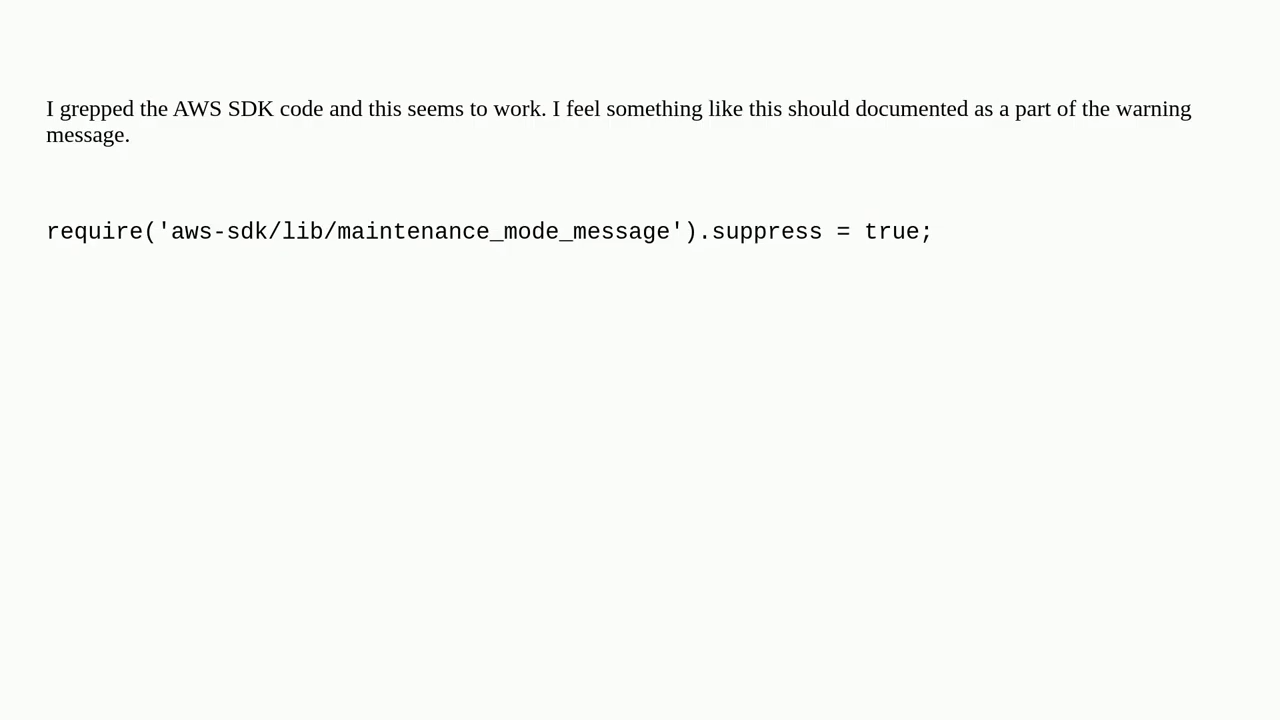 I grepped the AWS SDK code and this seems to work. I feel something like this should documented as a part of the warning
message.
require('aws-sdk/lib/maintenance_mode_message').suppress = true;